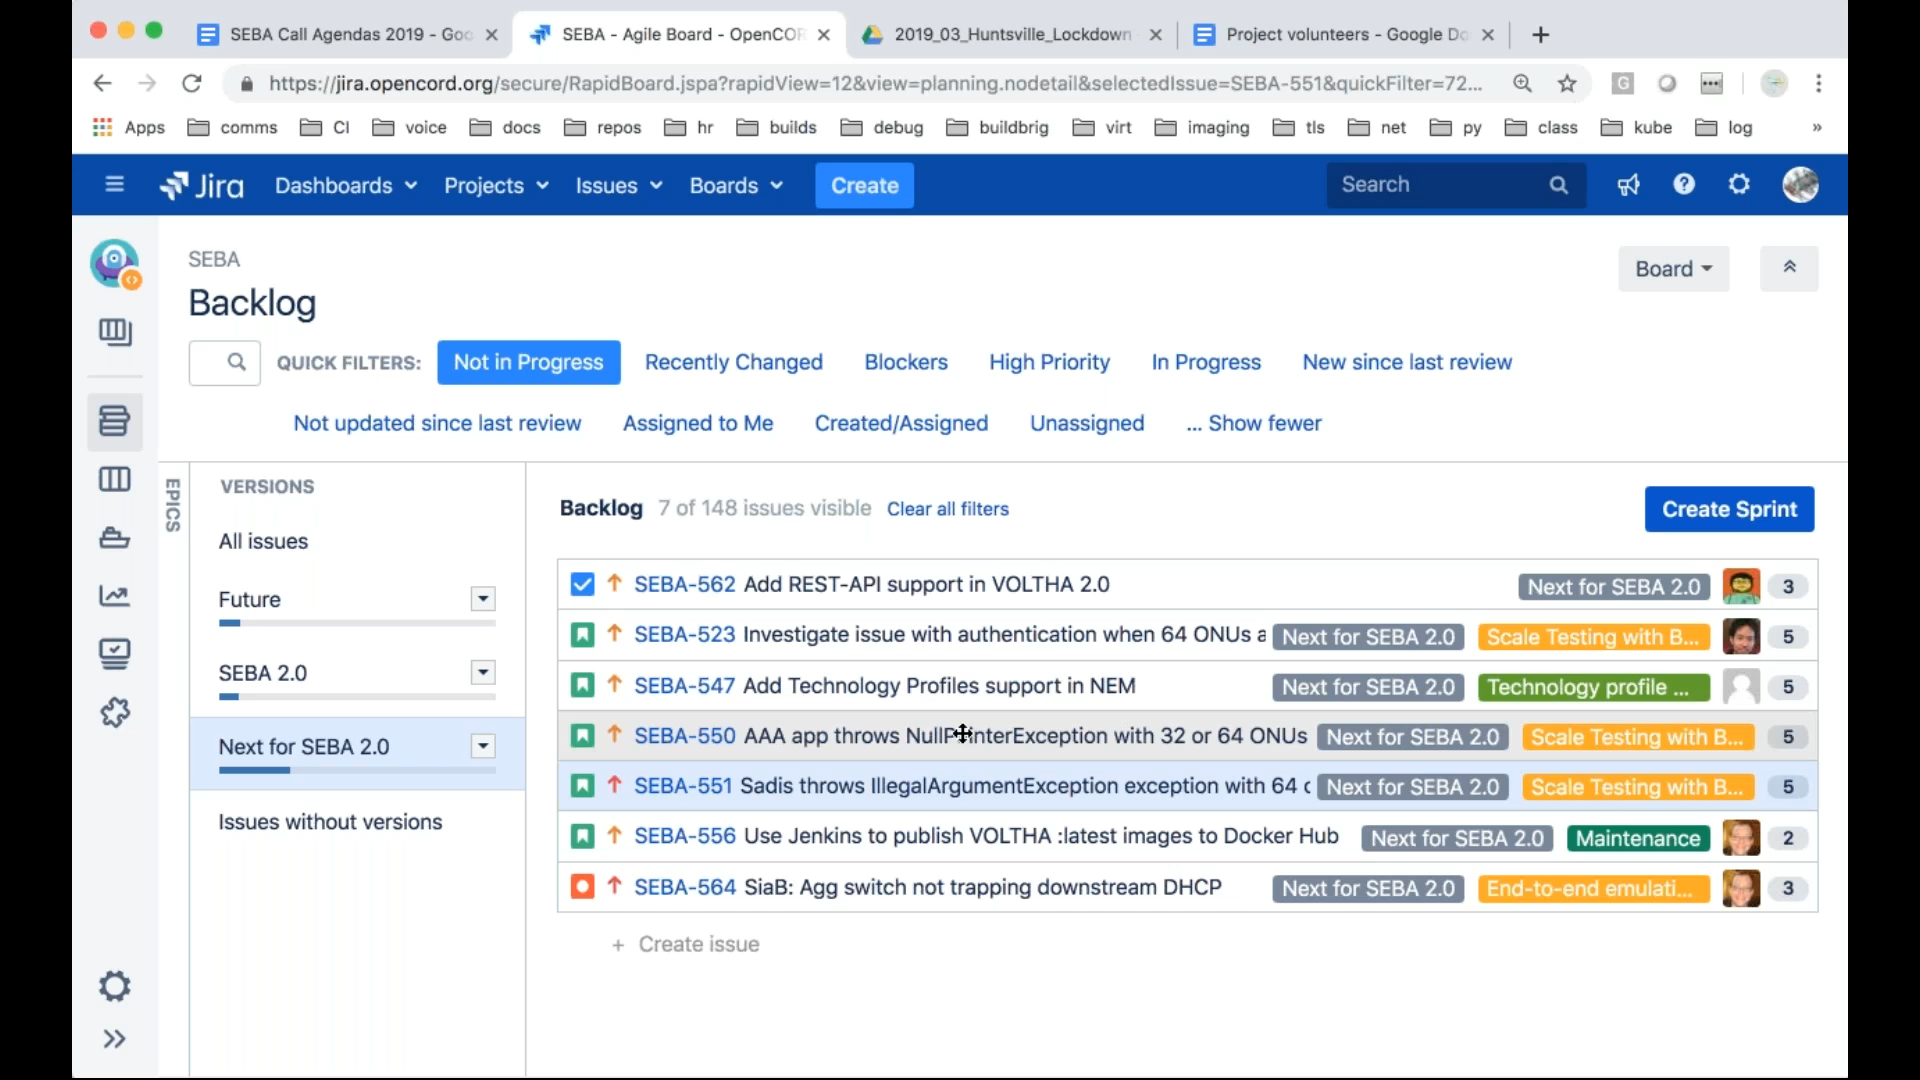 SEBA Call Agendas 2019 - Goo
SEBA - Agile Board - OpenCOR
2019_03_Huntsville_Lockdown
Project volunteers - Google Do
https://jira.opencord.org/secure/RapidBoard.jspa?rapidView=12&view=planning.nodetail&selectedIssue=SEBA-551&quickFilter=72...
Apps comms CI voice docs repos hr builds debug buildbrig virt imaging tls net py class kube log »
Jira Dashboards Projects Issues Boards Create Search
SEBA
Backlog
Board
QUICK FILTERS: Not in Progress Recently Changed Blockers High Priority In Progress New since last review
Not updated since last review Assigned to Me Created/Assigned Unassigned ... Show fewer
EPICS
VERSIONS
All issues
Future
SEBA 2.0
Next for SEBA 2.0
Issues without versions
Backlog 7 of 148 issues visible Clear all filters Create Sprint
SEBA-562 Add REST-API support in VOLTHA 2.0 Next for SEBA 2.0 3
SEBA-523 Investigate issue with authentication when 64 ONUs a Next for SEBA 2.0 Scale Testing with B... 5
SEBA-547 Add Technology Profiles support in NEM Next for SEBA 2.0 Technology profile ... 5
SEBA-550 AAA app throws NullPointerException with 32 or 64 ONUs Next for SEBA 2.0 Scale Testing with B... 5
SEBA-551 Sadis throws IllegalArgumentException exception with 64 Next for SEBA 2.0 Scale Testing with B... 5
SEBA-556 Use Jenkins to publish VOLTHA :latest images to Docker Hub Next for SEBA 2.0 Maintenance 2
SEBA-564 SiaB: Agg switch not trapping downstream DHCP Next for SEBA 2.0 End-to-end emulati... 3
+ Create issue